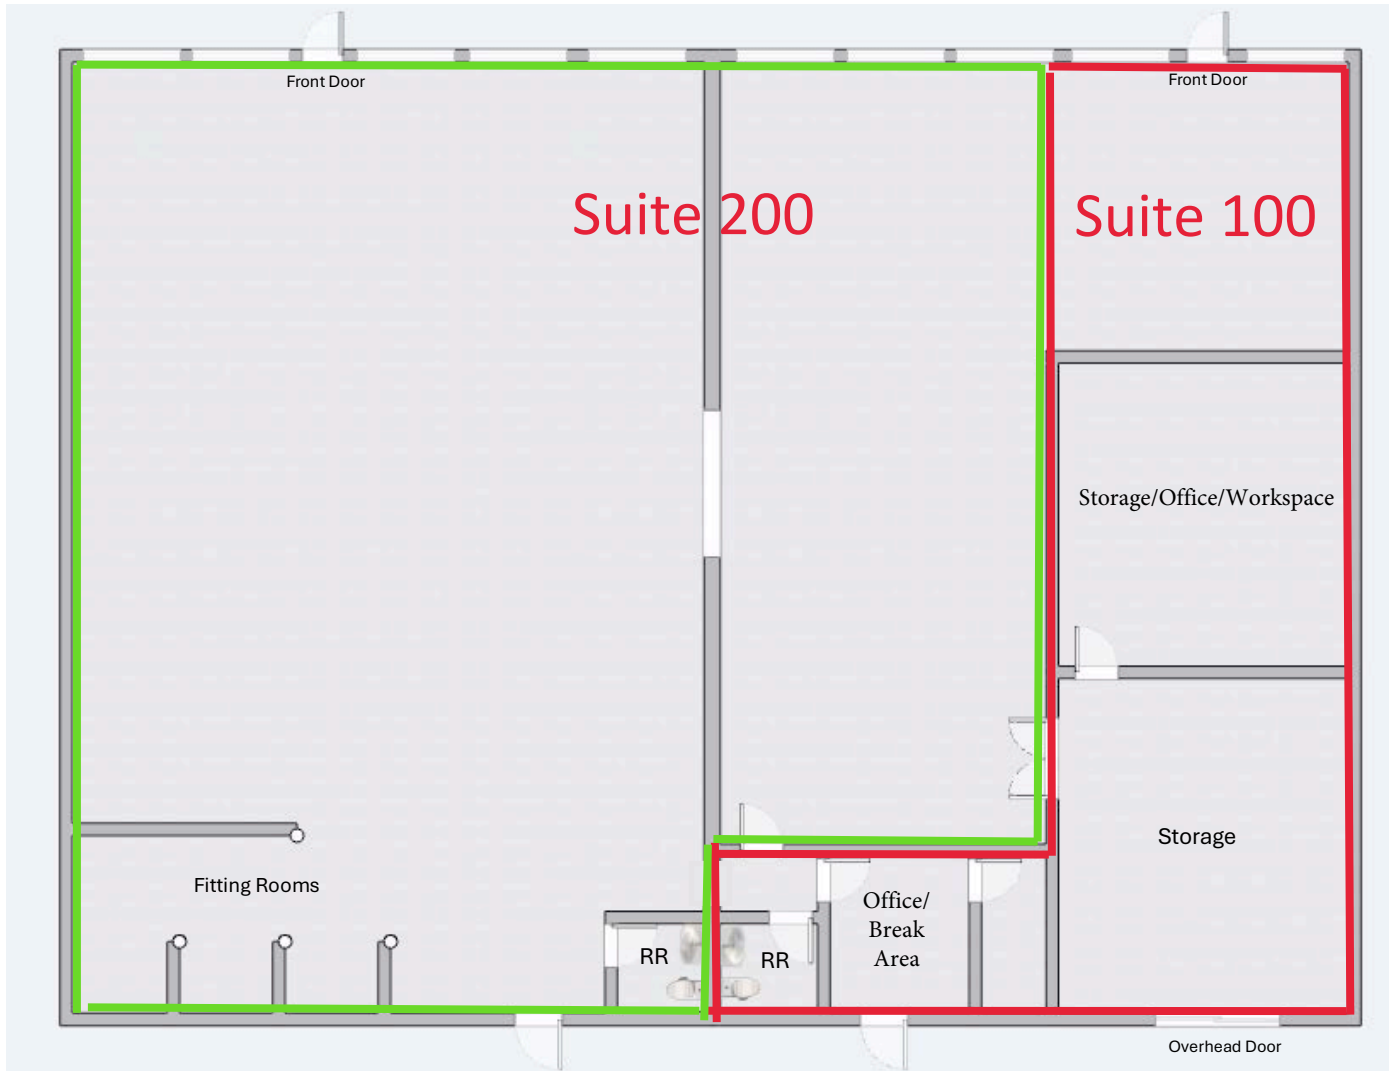 Front Door
Front Door
Suite 200
Suite 100
Storage/Office/Workspace
Storage
Fitting Rooms
Office/
Break
Area
RR
RR
Overhead Door